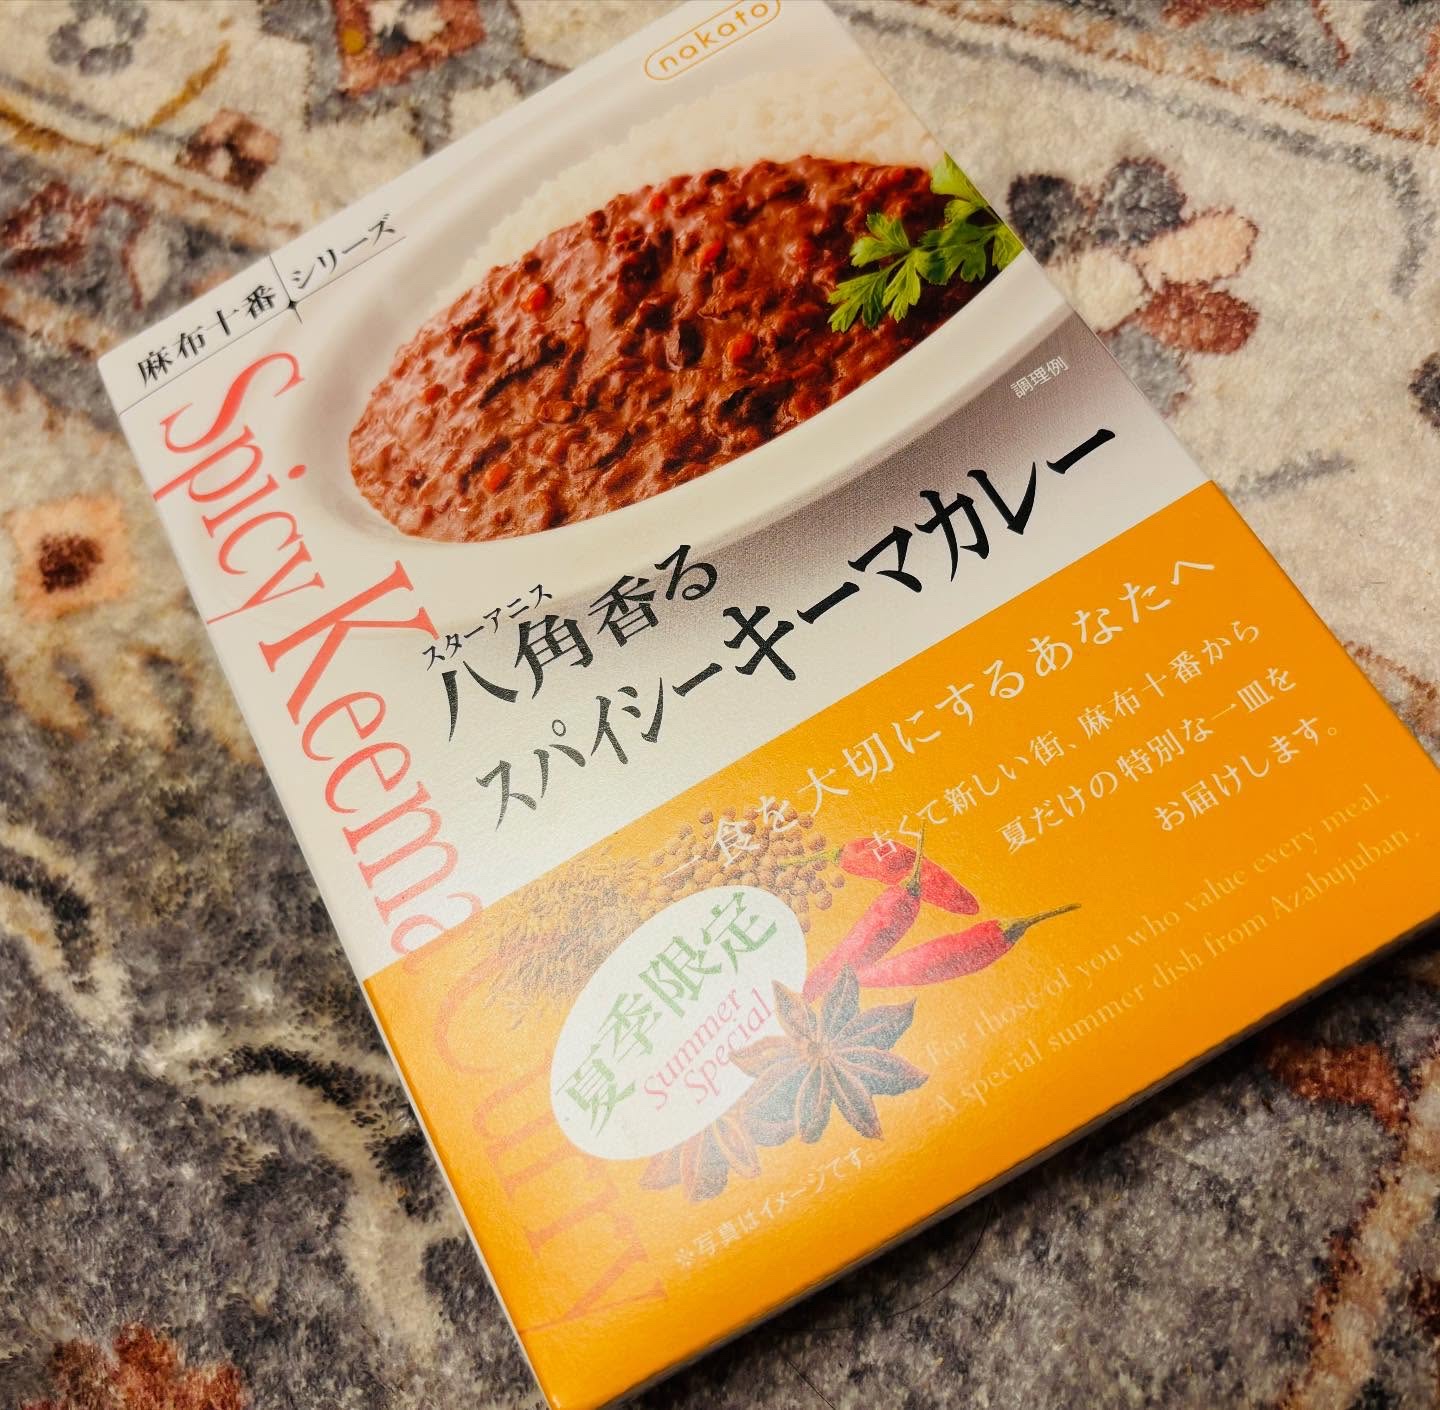 nakato
麻布十番シリーズ
Spicy Keema Curry
調理例
スターアニス
八角香る
スパイシーキーマカレー
一食を大切にするあなたへ
古くて新しい街、麻布十番から
夏だけの特別な一皿を
お届けします。
For those of you who value every meal.
A special summer dish from Azabujuban.
夏季限定
Summer
Special
※写真はイメージです。